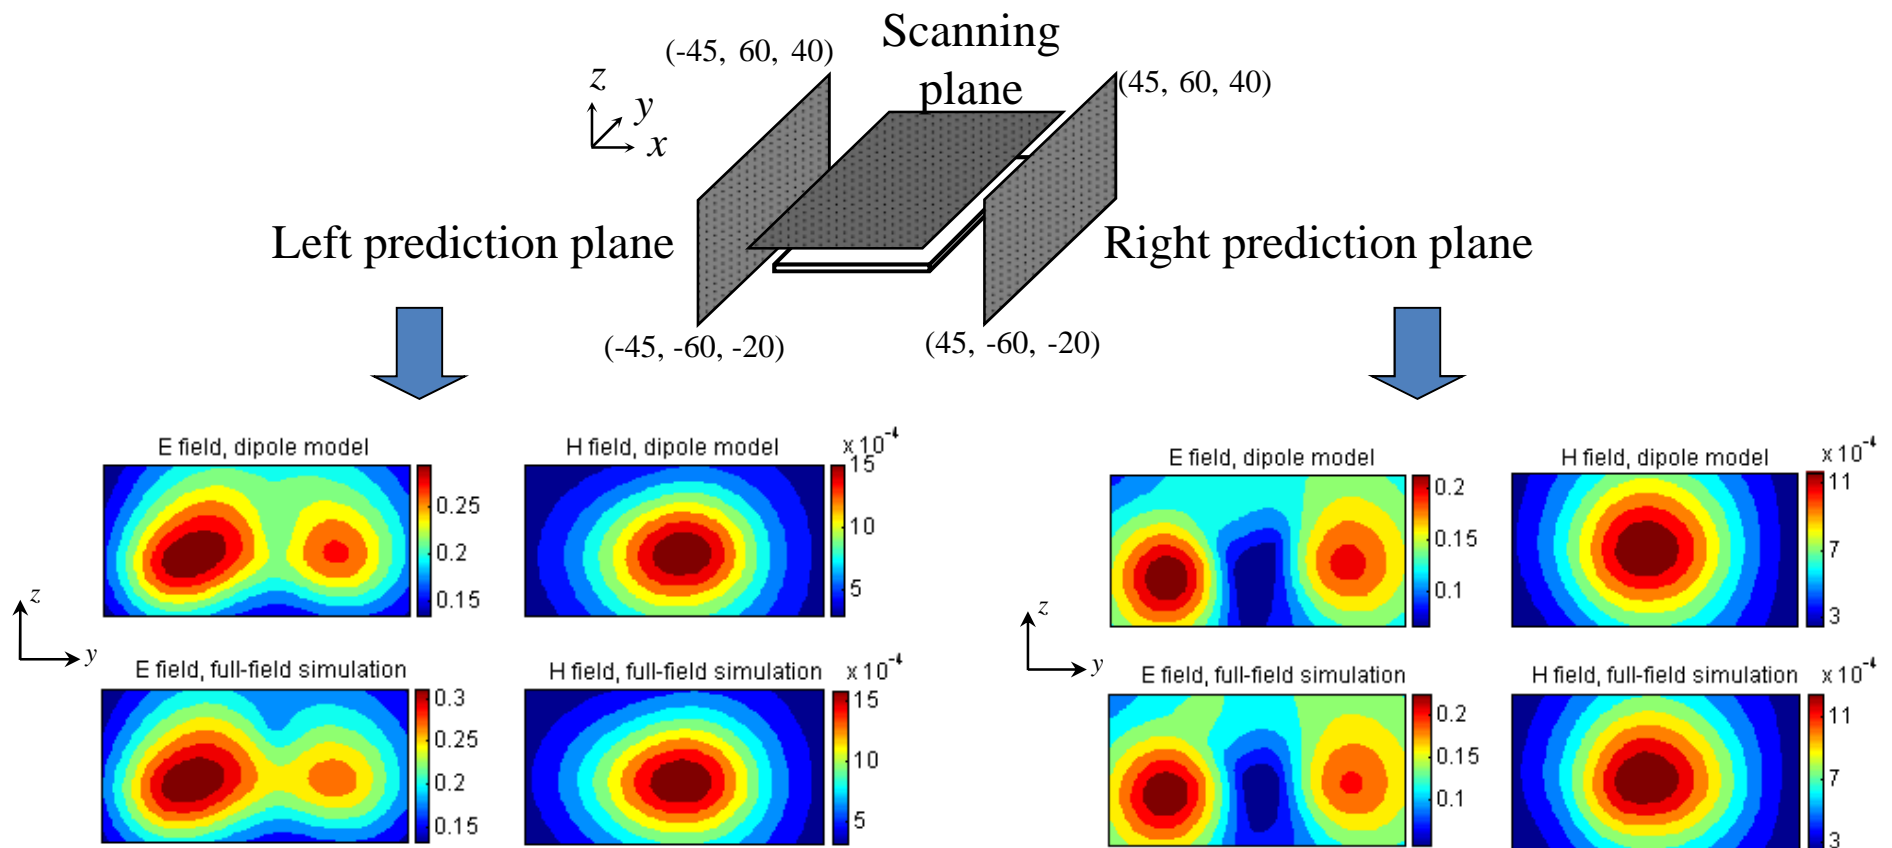 Scanning
plane
(-45, 60, 40)
(45, 60, 40)
z
y
x
Left prediction plane
Right prediction plane
(-45, -60, -20)
(45, -60, -20)
E field, dipole model
0.25
0.2
0.15
H field, dipole model
x 10⁻⁴
15
10
5
z
y
E field, full-field simulation
0.3
0.25
0.2
0.15
H field, full-field simulation
x 10⁻⁴
15
10
5
E field, dipole model
0.2
0.15
0.1
H field, dipole model
x 10⁻⁴
11
7
3
z
y
E field, full-field simulation
0.2
0.15
0.1
H field, full-field simulation
x 10⁻⁴
11
7
3